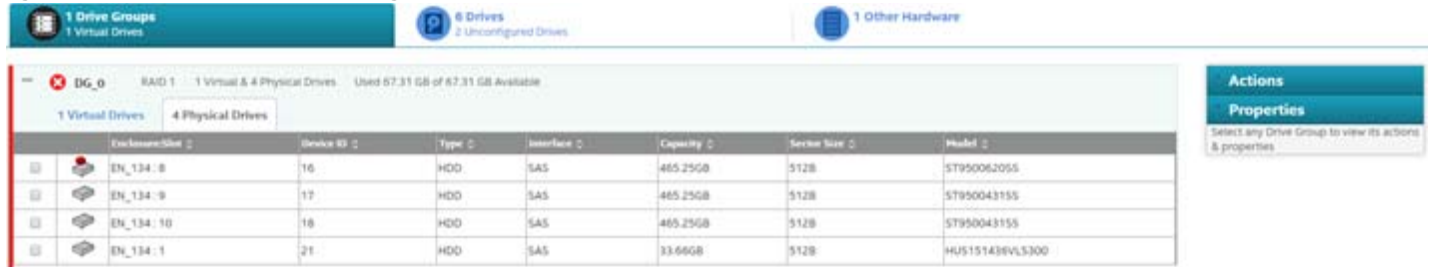 1 Drive Groups
1 Virtual Drives
6 Drives
2 Unconfigured Drives
1 Other Hardware
DG_0 RAID 1 1 Virtual & 4 Physical Drives Used 67.31 GB of 67.31 GB Available
1 Virtual Drives 4 Physical Drives
Enclosure:Slot Device ID Type Interface Capacity Sector Size Model
EN_134 : 8 16 HDD SAS 465.25GB 512B ST9500620SS
EN_134 : 9 17 HDD SAS 465.25GB 512B ST9500431SS
EN_134 : 10 18 HDD SAS 465.25GB 512B ST9500431SS
EN_134 : 1 21 HDD SAS 33.66GB 512B HUS151436VLS300
Actions
Properties
Select any Drive Group to view its actions
& properties